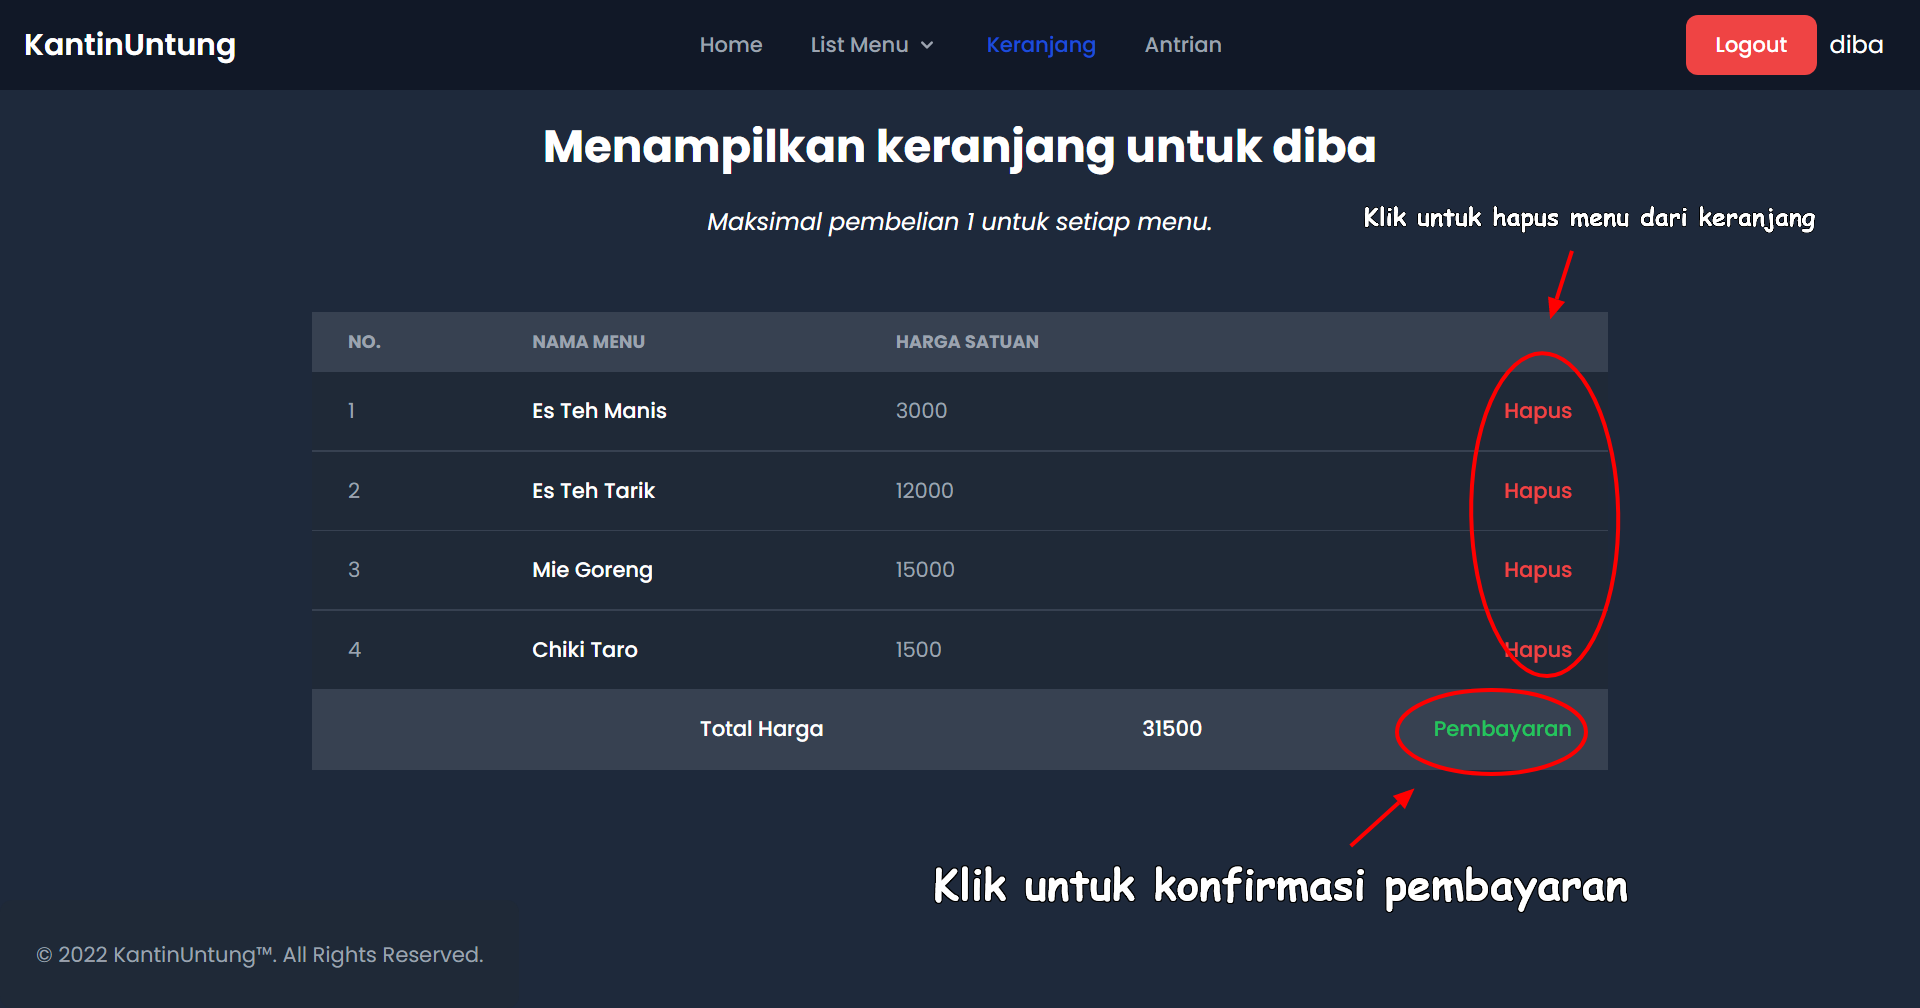 KantinUntung
Home List Menu Keranjang Antrian
Logout diba
Menampilkan keranjang untuk diba
Maksimal pembelian 1 untuk setiap menu.
Klik untuk hapus menu dari keranjang
NO. NAMA MENU HARGA SATUAN
1 Es Teh Manis 3000 Hapus
2 Es Teh Tarik 12000 Hapus
3 Mie Goreng 15000 Hapus
4 Chiki Taro 1500 Hapus
Total Harga 31500 Pembayaran
Klik untuk konfirmasi pembayaran
© 2022 KantinUntung™. All Rights Reserved.